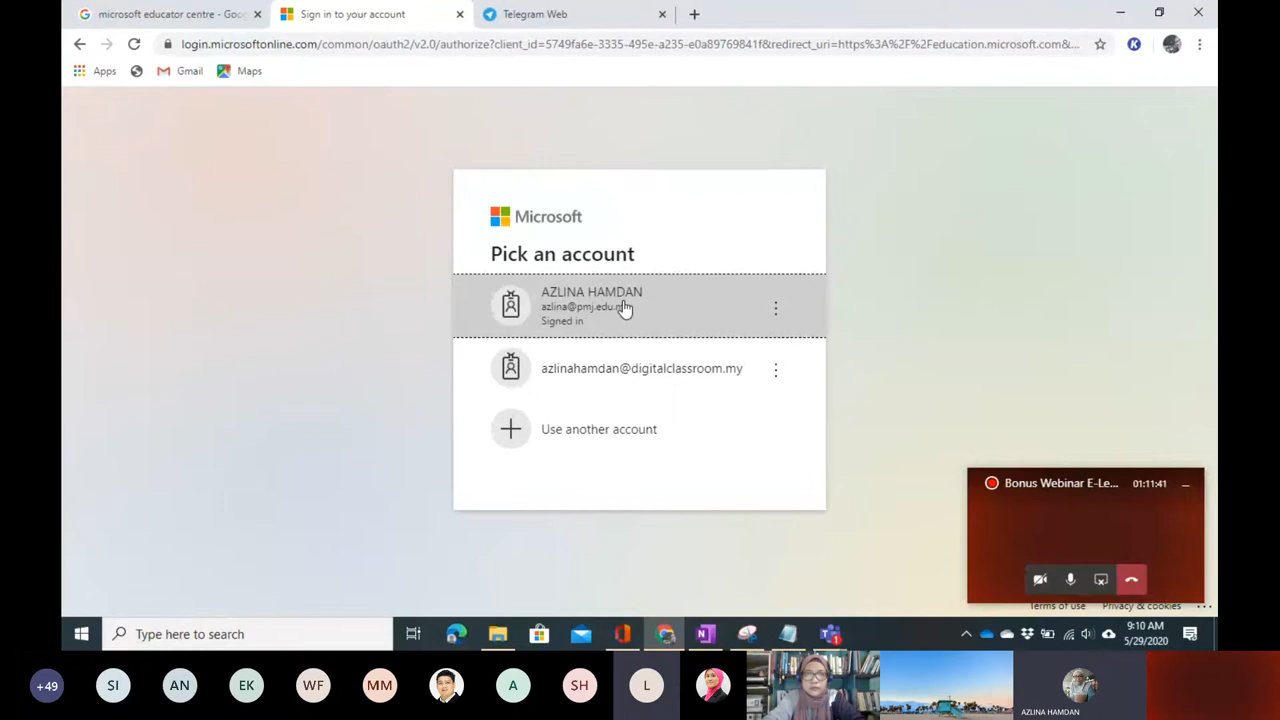 microsoft educator centre - Goo
Sign in to your account
Telegram Web
login.microsoftonline.com/common/oauth2/v2.0/authorize?client_id=5749fa6e-3335-495e-a235-e0a89769841f&redirect_uri=https%3A%2F%2Feducation.microsoft.com&...
Apps
Gmail
Maps
Microsoft
Pick an account
AZLINA HAMDAN
azlina@pmj.edu.m
Signed in
azlinahamdan@digitalclassroom.my
Use another account
Bonus Webinar E-Le...
01:11:41
Terms of use
Privacy & cookies
...
Type here to search
9:10 AM
5/29/2020
+49
SI
AN
EK
WF
MM
A
SH
L
AZLINA HAMDAN